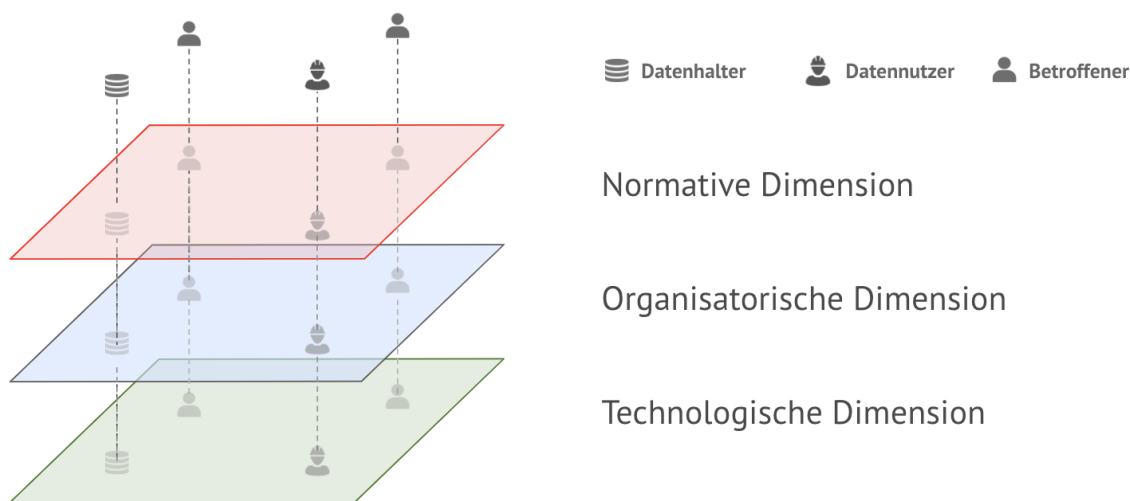 Datenhalter
Datennutzer
Betroffener
Normative Dimension
Organisatorische Dimension
Technologische Dimension